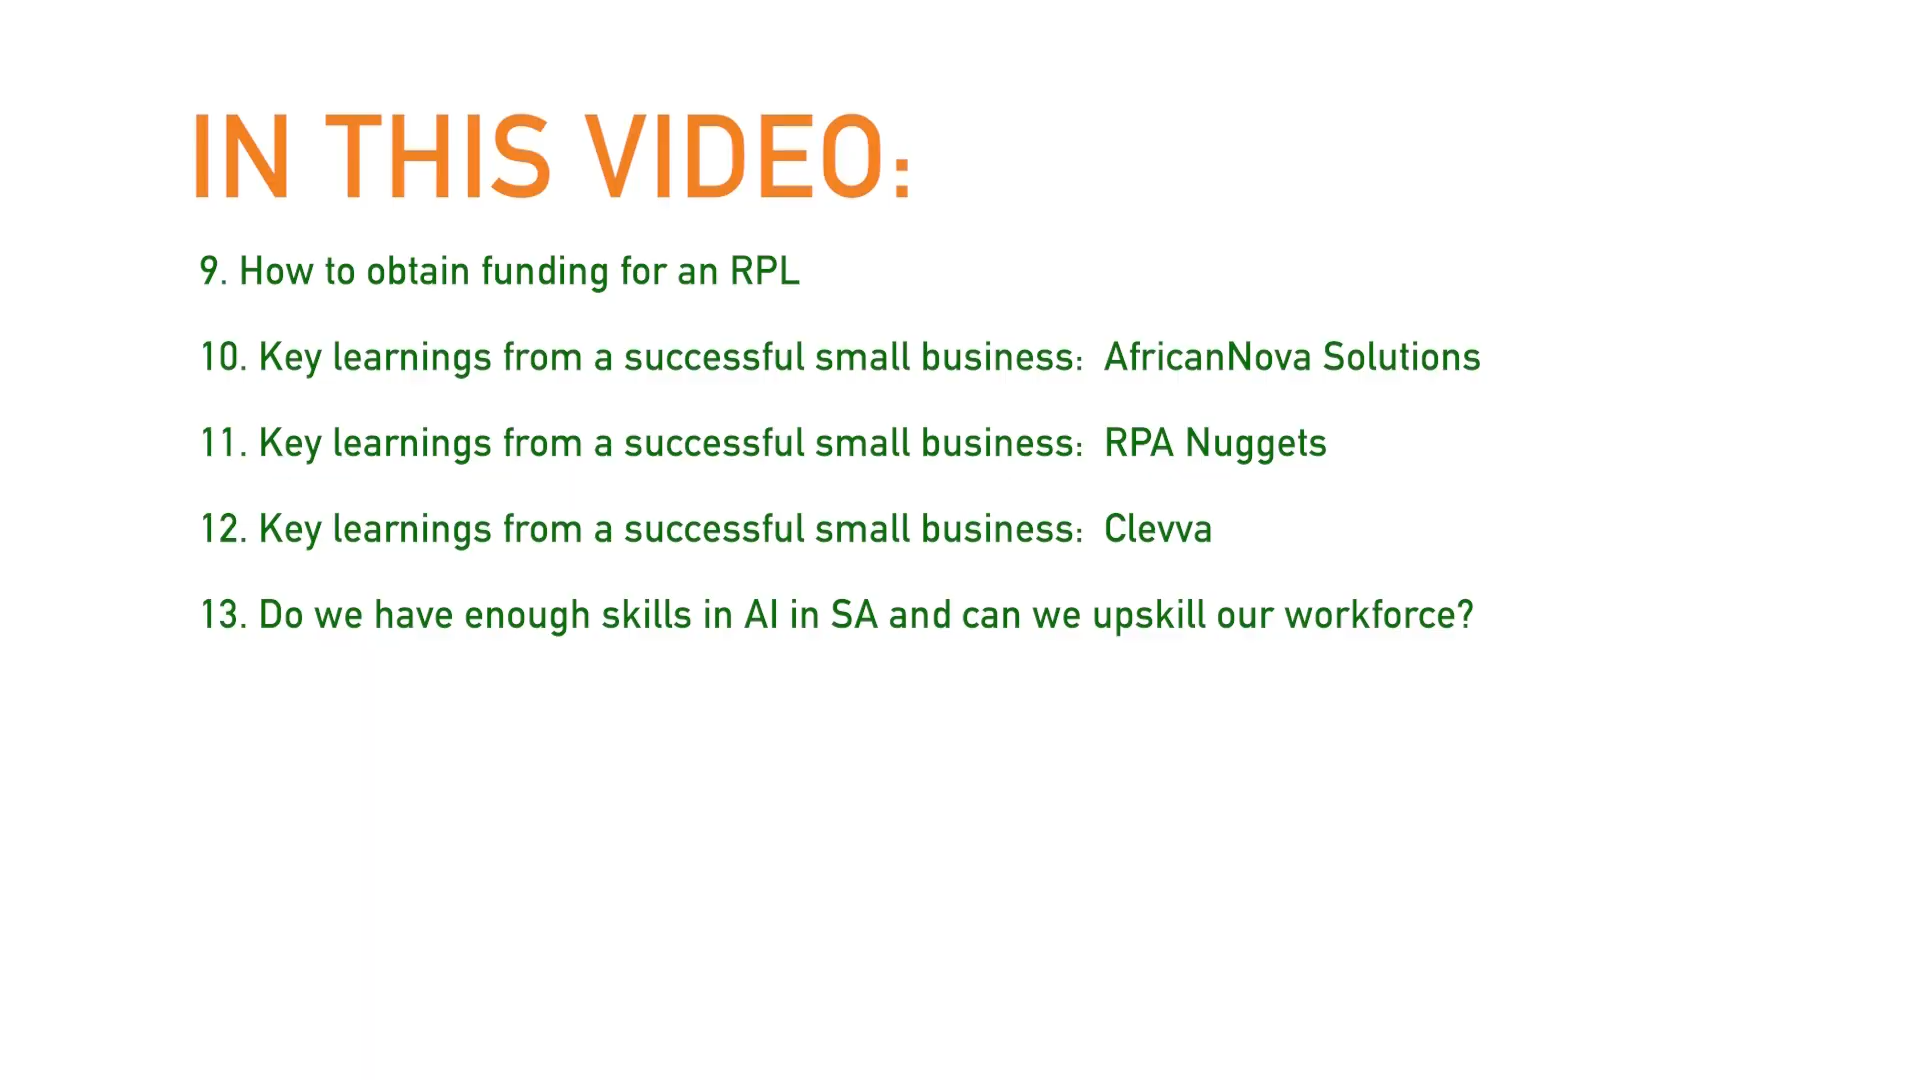 IN THIS VIDEO:
9. How to obtain funding for an RPL
10. Key learnings from a successful small business: AfricanNova Solutions
11. Key learnings from a successful small business: RPA Nuggets
12. Key learnings from a successful small business: Clevva
13. Do we have enough skills in AI in SA and can we upskill our workforce?